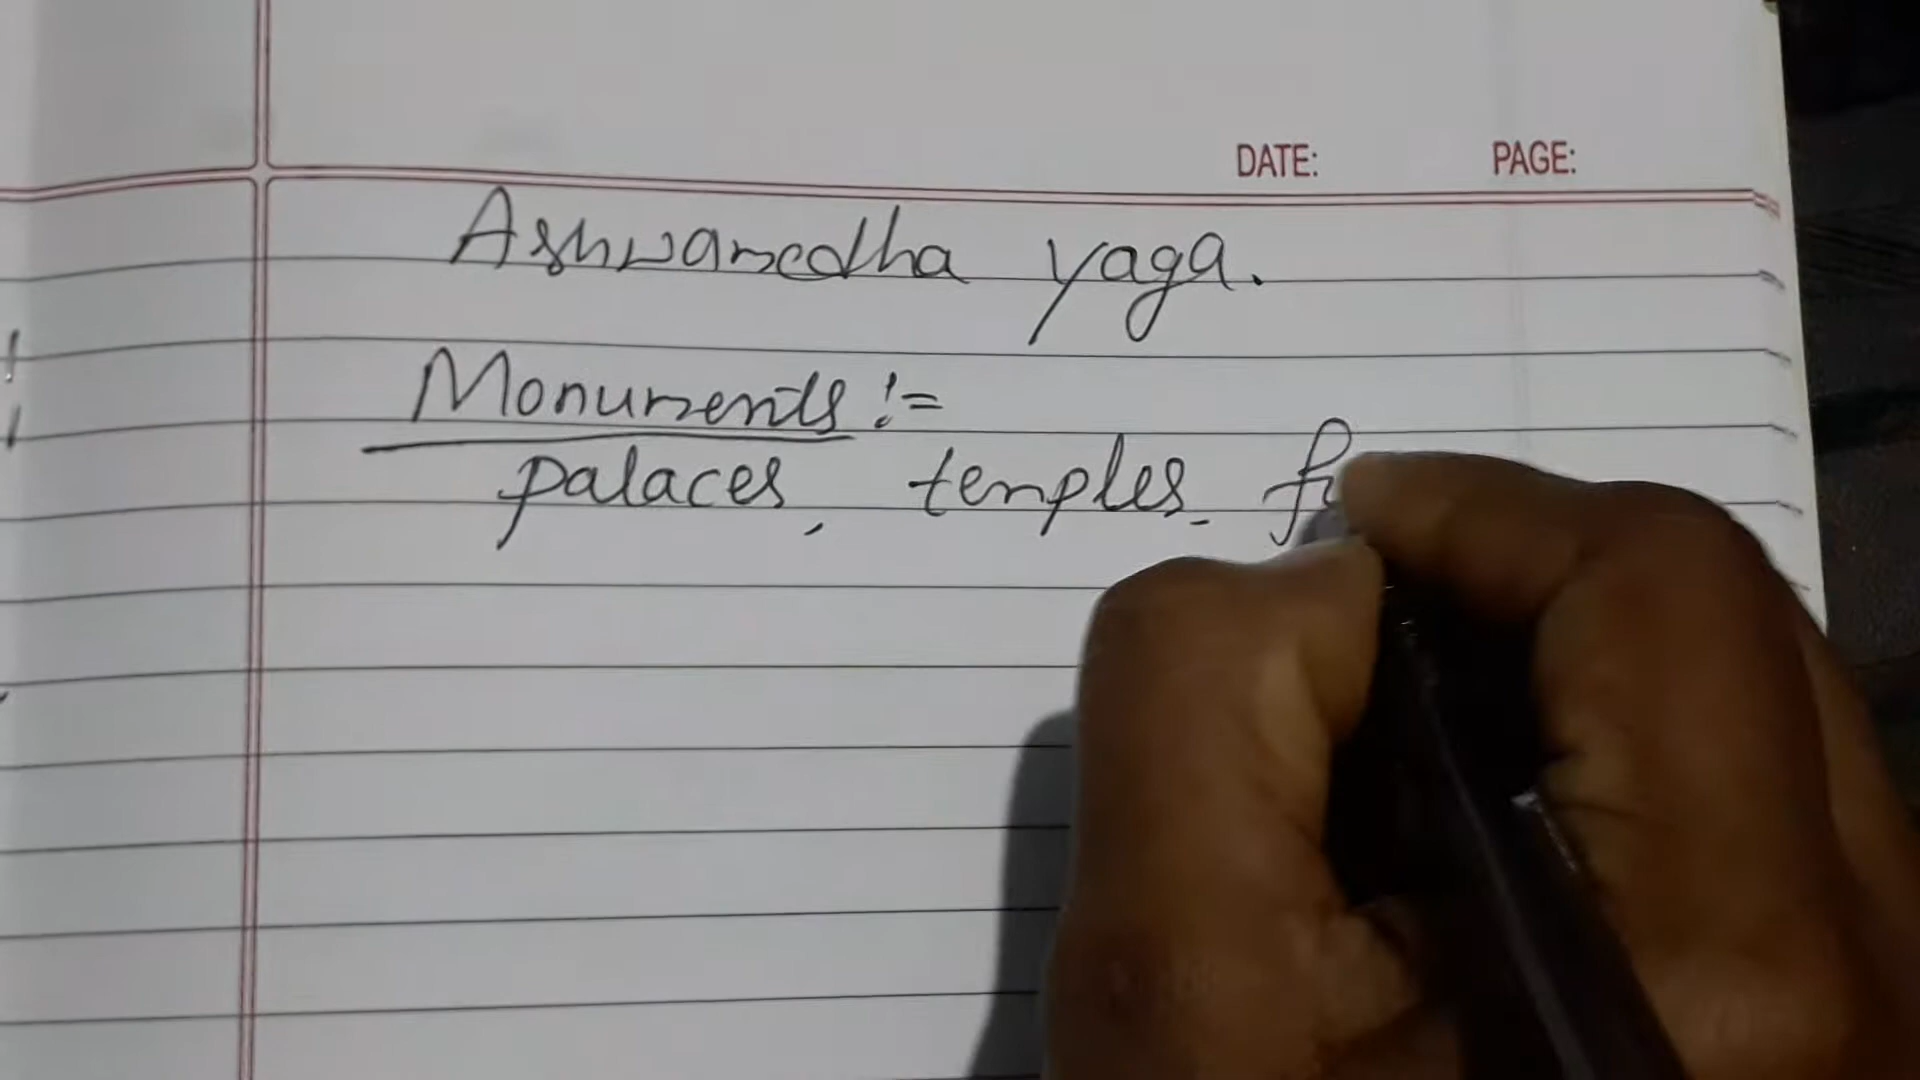 DATE: PAGE:
Ashwamedha yaga.
Monuments :=
palaces, temples,